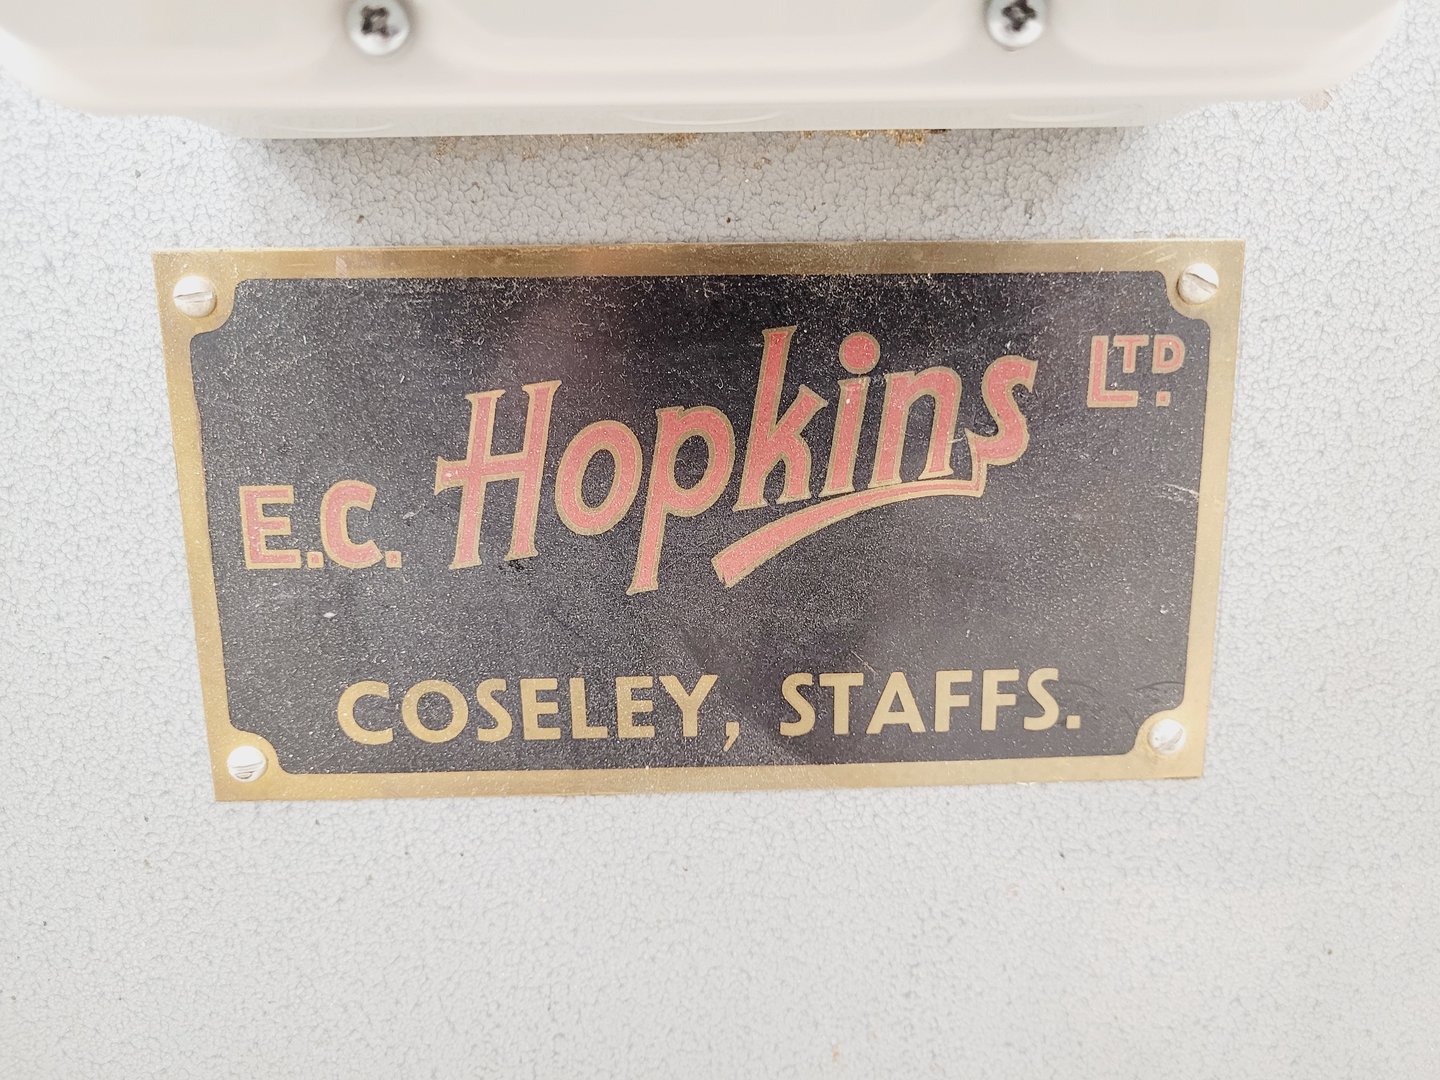 E.C. Hopkins LTD.
COSELEY, STAFFS.